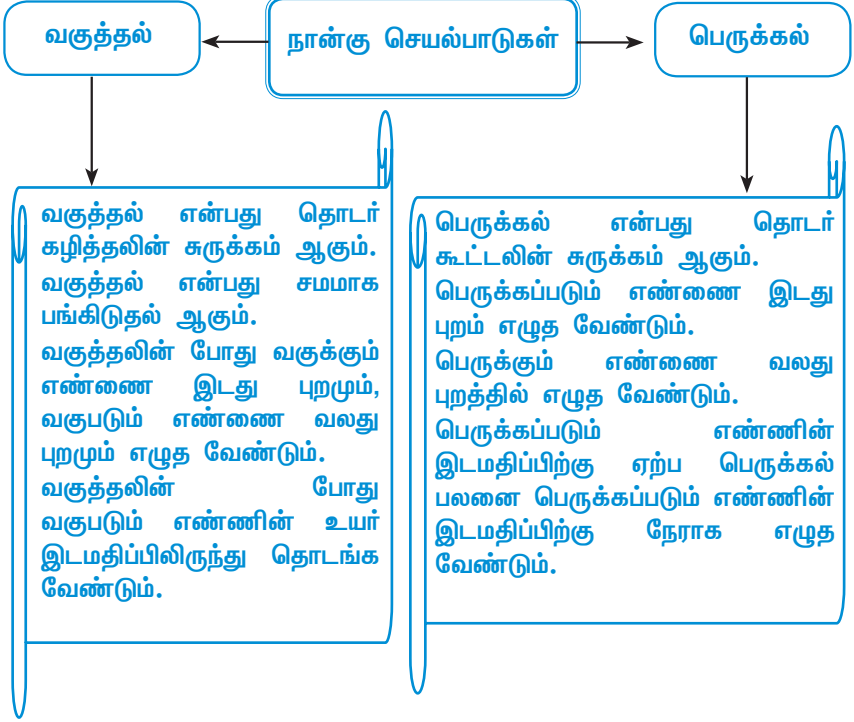 வகுத்தல்
நான்கு செயல்பாடுகள்
பெருக்கல்
வகுத்தல் என்பது தொடர்
கழித்தலின் சுருக்கம் ஆகும்.
வகுத்தல் என்பது சமமாக
பங்கிடுதல் ஆகும்.
வகுத்தலின் போது வகுக்கும்
எண்ணை இடது புறமும்,
வகுபடும் எண்ணை வலது
புறமும் எழுத வேண்டும்.
வகுத்தலின் போது
வகுபடும் எண்ணின் உயர்
இடமதிப்பிலிருந்து தொடங்க
வேண்டும்.
பெருக்கல் என்பது தொடர்
கூட்டலின் சுருக்கம் ஆகும்.
பெருக்கப்படும் எண்ணை இடது
புறம் எழுத வேண்டும்.
பெருக்கும் எண்ணை வலது
புறத்தில் எழுத வேண்டும்.
பெருக்கப்படும் எண்ணின்
இடமதிப்பிற்கு ஏற்ப பெருக்கல்
பலனை பெருக்கப்படும் எண்ணின்
இடமதிப்பிற்கு நேராக எழுத
வேண்டும்.